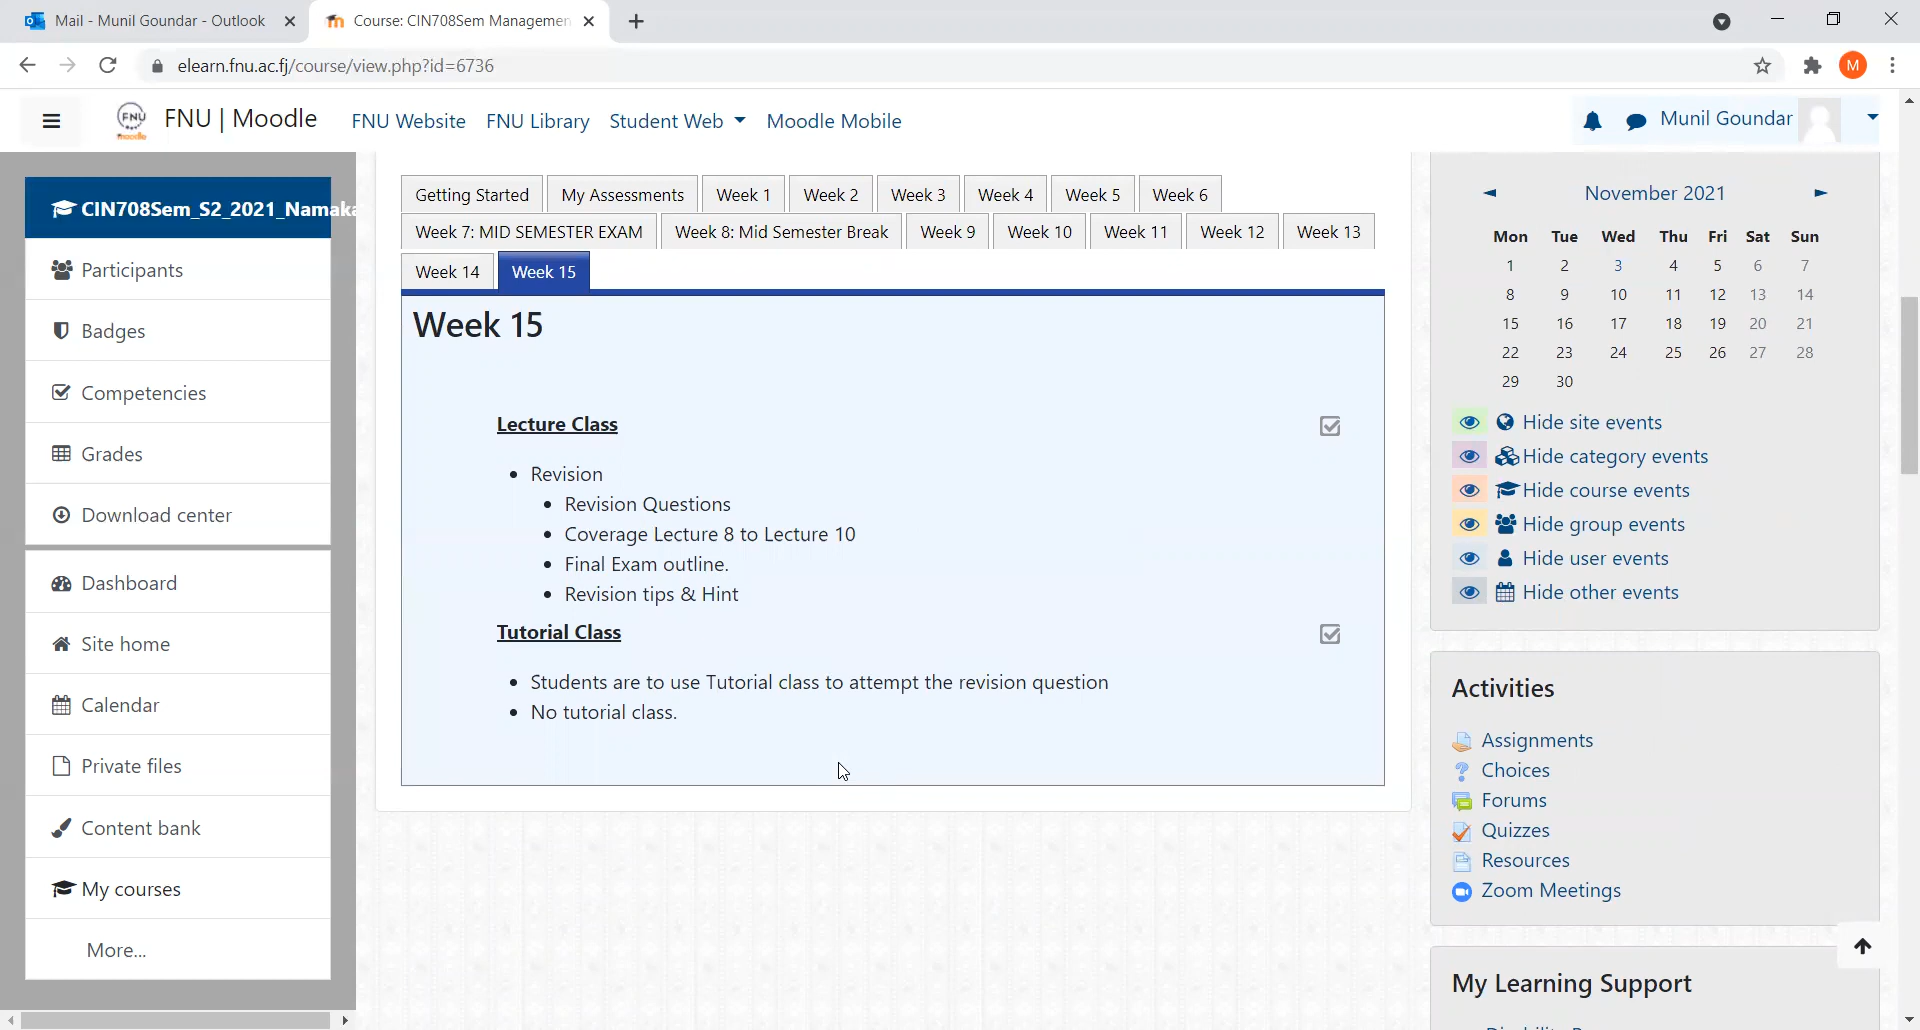 Mail - Munil Goundar - Outlook
Course: CIN708Sem Managemen
elearn.fnu.ac.fj/course/view.php?id=6736
M
FNU
moodle
FNU | Moodle
FNU Website
FNU Library
Student Web
Moodle Mobile
Munil Goundar
CIN708Sem_S2_2021_Namaka
Participants
Badges
Competencies
Grades
Download center
Dashboard
Site home
Calendar
Private files
Content bank
My courses
More...
Getting Started
My Assessments
Week 1
Week 2
Week 3
Week 4
Week 5
Week 6
Week 7: MID SEMESTER EXAM
Week 8: Mid Semester Break
Week 9
Week 10
Week 11
Week 12
Week 13
Week 14
Week 15
Week 15
Lecture Class
Revision
Revision Questions
Coverage Lecture 8 to Lecture 10
Final Exam outline.
Revision tips & Hint
Tutorial Class
Students are to use Tutorial class to attempt the revision question
No tutorial class.
November 2021
Mon Tue Wed Thu Fri Sat Sun
1 2 3 4 5 6 7
8 9 10 11 12 13 14
15 16 17 18 19 20 21
22 23 24 25 26 27 28
29 30
Hide site events
Hide category events
Hide course events
Hide group events
Hide user events
Hide other events
Activities
Assignments
Choices
Forums
Quizzes
Resources
Zoom Meetings
My Learning Support